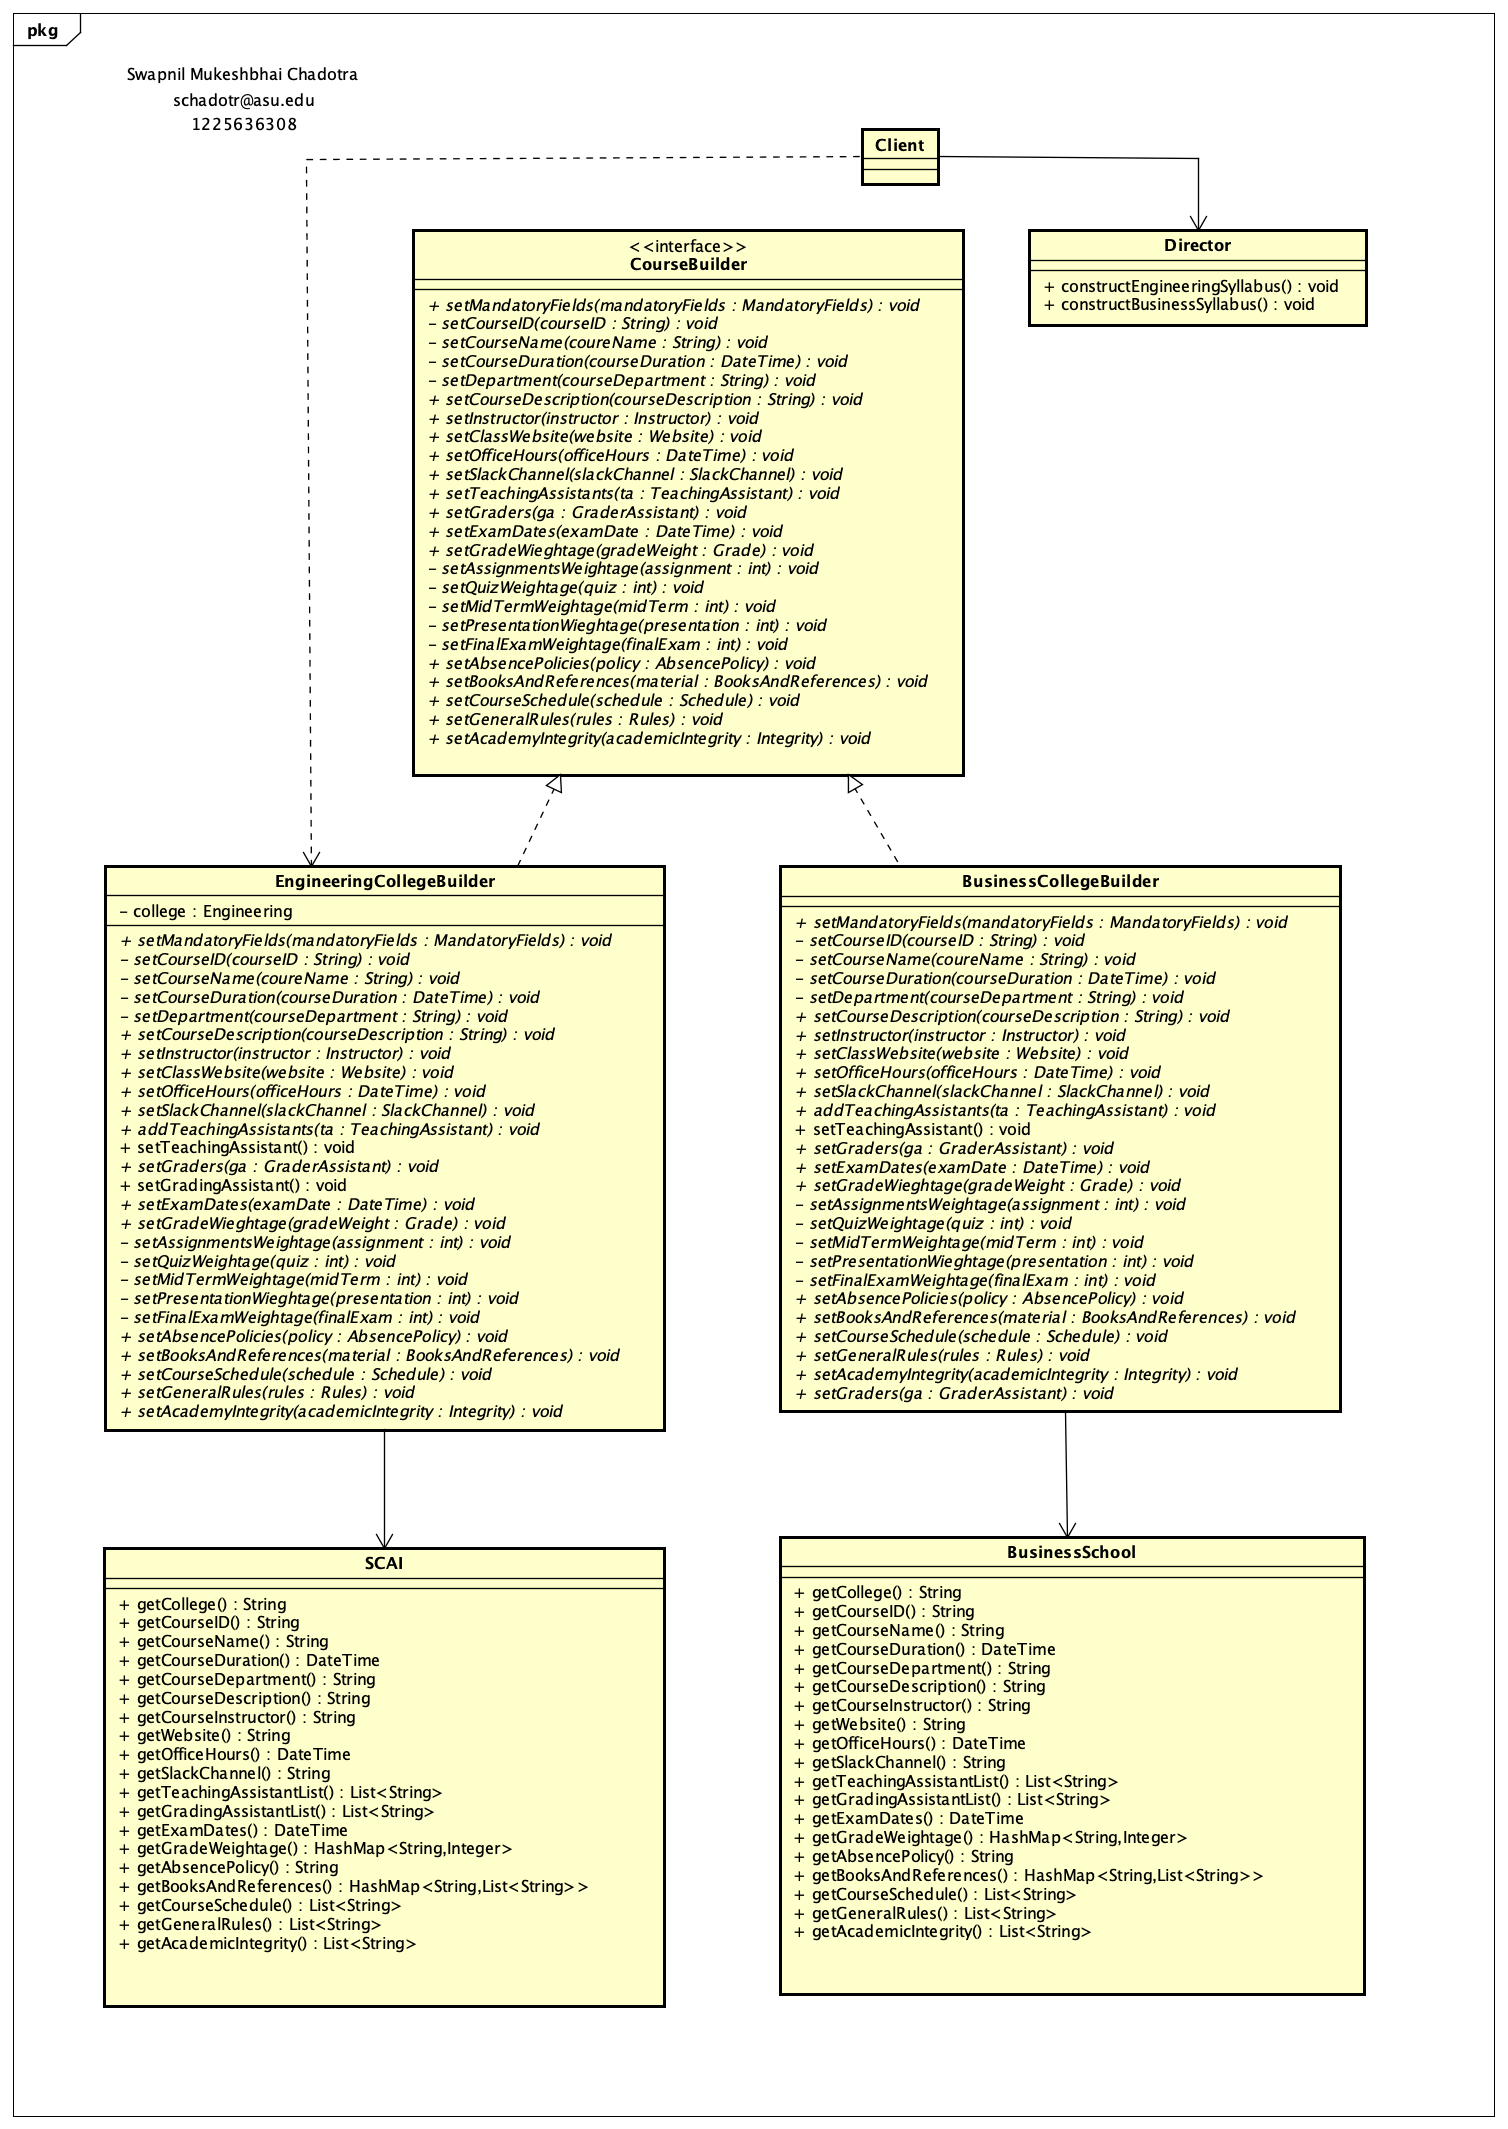 pkg
Swapnil Mukeshbhai Chadotra
schadotr@asu.edu
1225636308
Client
<<interface>>
CourseBuilder
+ setMandatoryFields(mandatoryFields : MandatoryFields) : void
- setCourseID(courseID : String) : void
- setCourseName(coureName : String) : void
- setCourseDuration(courseDuration : DateTime) : void
- setDepartment(courseDepartment : String) : void
+ setCourseDescription(courseDescription : String) : void
+ setInstructor(instructor : Instructor) : void
+ setClassWebsite(website : Website) : void
+ setOfficeHours(officeHours : DateTime) : void
+ setSlackChannel(slackChannel : SlackChannel) : void
+ setTeachingAssistants(ta : TeachingAssistant) : void
+ setGraders(ga : GraderAssistant) : void
+ setExamDates(examDate : DateTime) : void
+ setGradeWieghtage(gradeWeight : Grade) : void
- setAssignmentsWeightage(assignment : int) : void
- setQuizWeightage(quiz : int) : void
- setMidTermWeightage(midTerm : int) : void
- setPresentationWieghtage(presentation : int) : void
- setFinalExamWeightage(finalExam : int) : void
+ setAbsencePolicies(policy : AbsencePolicy) : void
+ setBooksAndReferences(material : BooksAndReferences) : void
+ setCourseSchedule(schedule : Schedule) : void
+ setGeneralRules(rules : Rules) : void
+ setAcademyIntegrity(academicIntegrity : Integrity) : void
Director
+ constructEngineeringSyllabus() : void
+ constructBusinessSyllabus() : void
EngineeringCollegeBuilder
- college : Engineering
+ setMandatoryFields(mandatoryFields : MandatoryFields) : void
- setCourseID(courseID : String) : void
- setCourseName(coureName : String) : void
- setCourseDuration(courseDuration : DateTime) : void
- setDepartment(courseDepartment : String) : void
+ setCourseDescription(courseDescription : String) : void
+ setInstructor(instructor : Instructor) : void
+ setClassWebsite(website : Website) : void
+ setOfficeHours(officeHours : DateTime) : void
+ setSlackChannel(slackChannel : SlackChannel) : void
+ addTeachingAssistants(ta : TeachingAssistant) : void
+ setTeachingAssistant() : void
+ setGraders(ga : GraderAssistant) : void
+ setGradingAssistant() : void
+ setExamDates(examDate : DateTime) : void
+ setGradeWieghtage(gradeWeight : Grade) : void
- setAssignmentsWeightage(assignment : int) : void
- setQuizWeightage(quiz : int) : void
- setMidTermWeightage(midTerm : int) : void
- setPresentationWieghtage(presentation : int) : void
- setFinalExamWeightage(finalExam : int) : void
+ setAbsencePolicies(policy : AbsencePolicy) : void
+ setBooksAndReferences(material : BooksAndReferences) : void
+ setCourseSchedule(schedule : Schedule) : void
+ setGeneralRules(rules : Rules) : void
+ setAcademyIntegrity(academicIntegrity : Integrity) : void
BusinessCollegeBuilder
+ setMandatoryFields(mandatoryFields : MandatoryFields) : void
- setCourseID(courseID : String) : void
- setCourseName(coureName : String) : void
- setCourseDuration(courseDuration : DateTime) : void
- setDepartment(courseDepartment : String) : void
+ setCourseDescription(courseDescription : String) : void
+ setInstructor(instructor : Instructor) : void
+ setClassWebsite(website : Website) : void
+ setOfficeHours(officeHours : DateTime) : void
+ setSlackChannel(slackChannel : SlackChannel) : void
+ addTeachingAssistants(ta : TeachingAssistant) : void
+ setTeachingAssistant() : void
+ setGraders(ga : GraderAssistant) : void
+ setExamDates(examDate : DateTime) : void
+ setGradeWieghtage(gradeWeight : Grade) : void
- setAssignmentsWeightage(assignment : int) : void
- setQuizWeightage(quiz : int) : void
- setMidTermWeightage(midTerm : int) : void
- setPresentationWieghtage(presentation : int) : void
- setFinalExamWeightage(finalExam : int) : void
+ setAbsencePolicies(policy : AbsencePolicy) : void
+ setBooksAndReferences(material : BooksAndReferences) : void
+ setCourseSchedule(schedule : Schedule) : void
+ setGeneralRules(rules : Rules) : void
+ setAcademyIntegrity(academicIntegrity : Integrity) : void
+ setGraders(ga : GraderAssistant) : void
SCAI
+ getCollege() : String
+ getCourseID() : String
+ getCourseName() : String
+ getCourseDuration() : DateTime
+ getCourseDepartment() : String
+ getCourseDescription() : String
+ getCourseInstructor() : String
+ getWebsite() : String
+ getOfficeHours() : DateTime
+ getSlackChannel() : String
+ getTeachingAssistantList() : List<String>
+ getGradingAssistantList() : List<String>
+ getExamDates() : DateTime
+ getGradeWeightage() : HashMap<String,Integer>
+ getAbsencePolicy() : String
+ getBooksAndReferences() : HashMap<String,List<String>>
+ getCourseSchedule() : List<String>
+ getGeneralRules() : List<String>
+ getAcademicIntegrity() : List<String>
BusinessSchool
+ getCollege() : String
+ getCourseID() : String
+ getCourseName() : String
+ getCourseDuration() : DateTime
+ getCourseDepartment() : String
+ getCourseDescription() : String
+ getCourseInstructor() : String
+ getWebsite() : String
+ getOfficeHours() : DateTime
+ getSlackChannel() : String
+ getTeachingAssistantList() : List<String>
+ getGradingAssistantList() : List<String>
+ getExamDates() : DateTime
+ getGradeWeightage() : HashMap<String,Integer>
+ getAbsencePolicy() : String
+ getBooksAndReferences() : HashMap<String,List<String>>
+ getCourseSchedule() : List<String>
+ getGeneralRules() : List<String>
+ getAcademicIntegrity() : List<String>